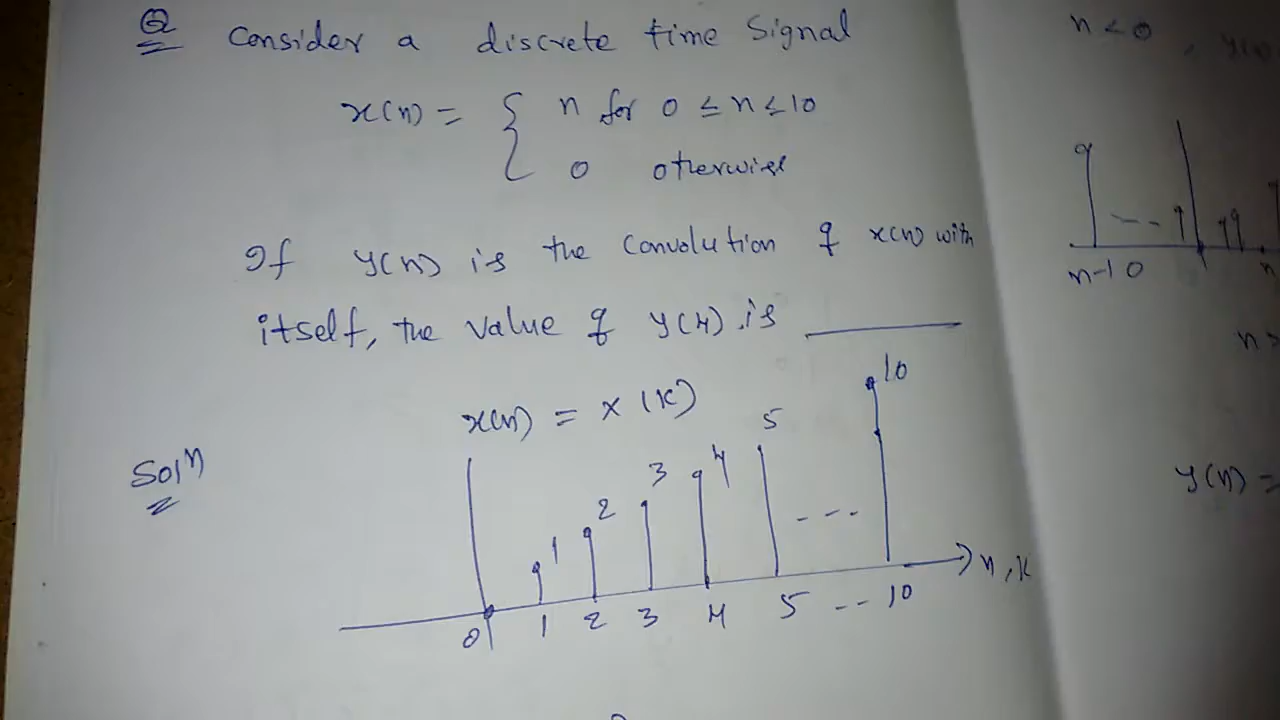 Q Consider a discrete time signal
x(n) = { n for 0 ≤ n ≤ 10
0 otherwise
If y(n) is the convolution of x(n) with
itself, the value of y(4) is ______
x(n) = x(k)
Solⁿ
1 2 3 4 5 --- 10
0 1 2 3 4 5 -- 10 n, k
n < 0
n-10
n
y(n) =